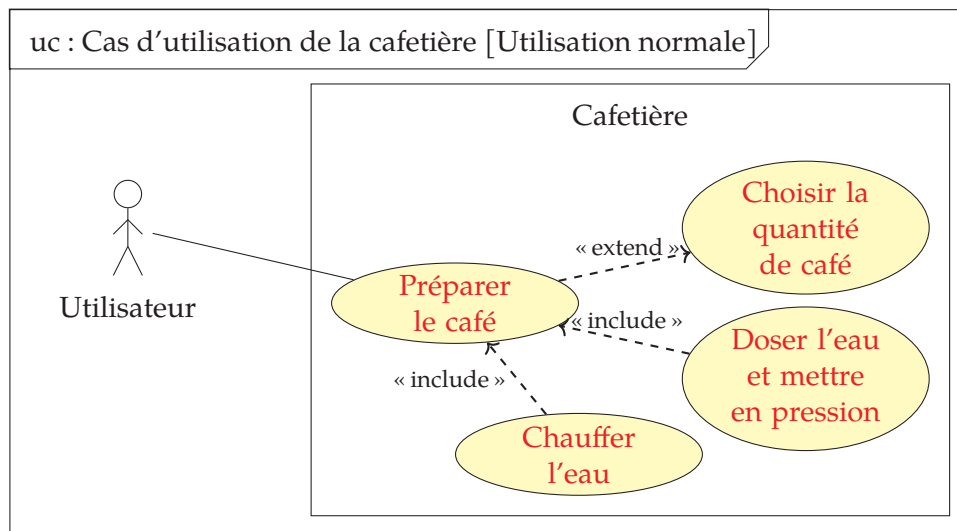 uc : Cas d’utilisation de la cafetière [Utilisation normale]
Cafetière
Choisir la
quantité
de café
« extend »
Utilisateur
Préparer
le café
« include »
Doser l’eau
et mettre
en pression
« include »
Chauffer
l’eau